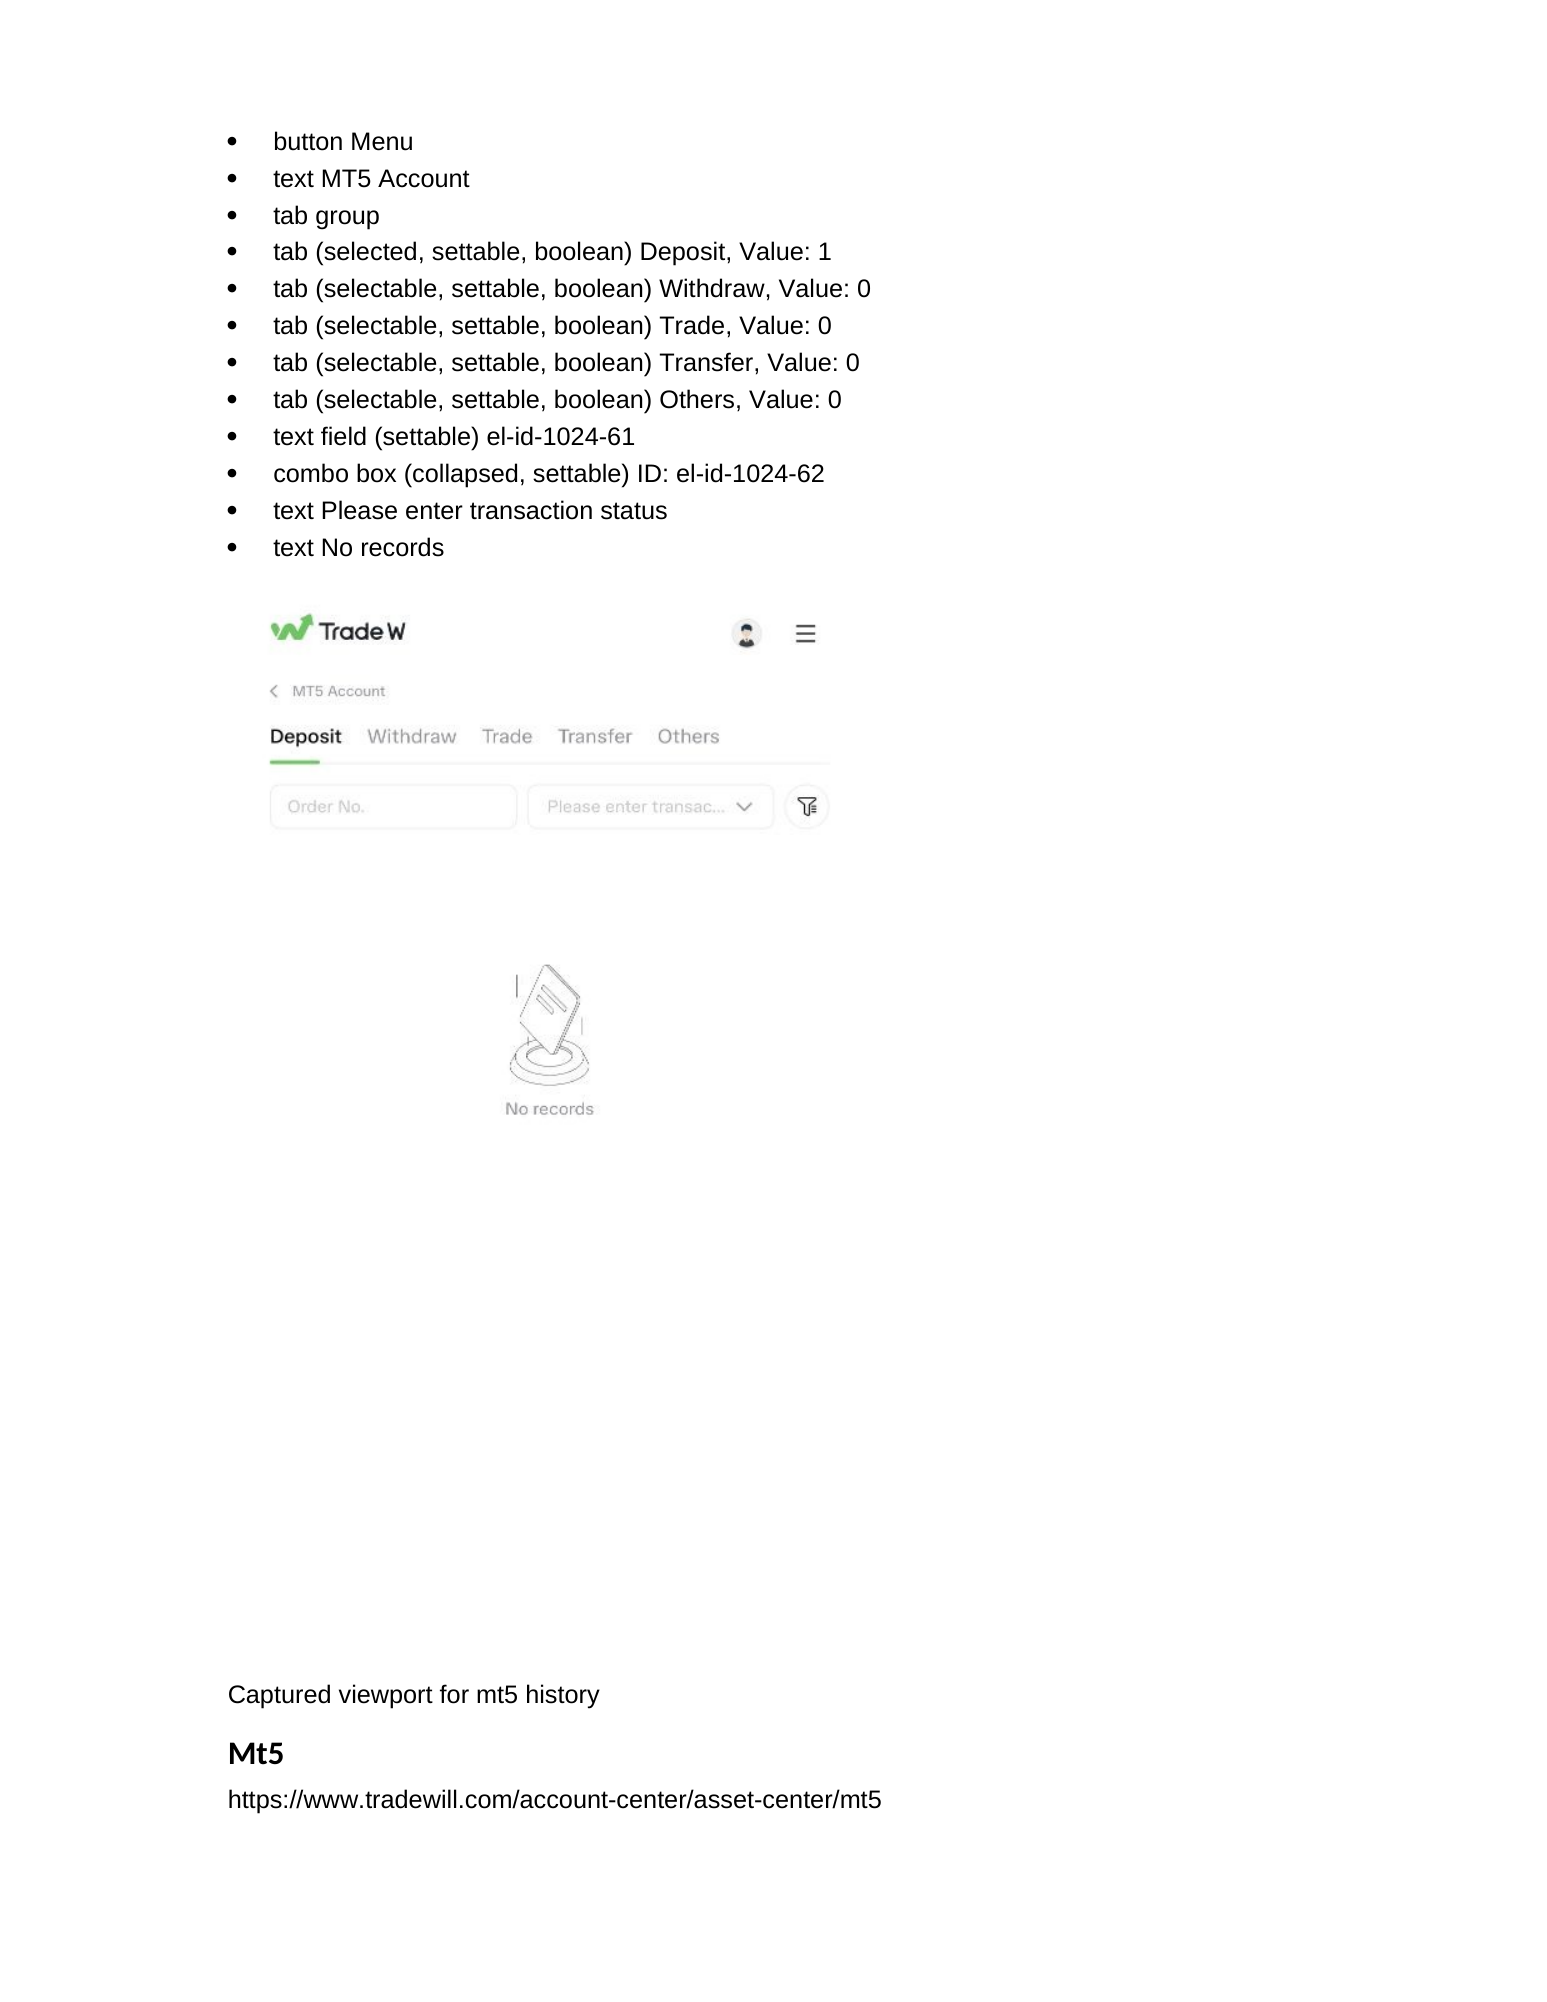 button Menu
text MT5 Account
tab group
tab (selected, settable, boolean) Deposit, Value: 1
tab (selectable, settable, boolean) Withdraw, Value: 0
tab (selectable, settable, boolean) Trade, Value: 0
tab (selectable, settable, boolean) Transfer, Value: 0
tab (selectable, settable, boolean) Others, Value: 0
text field (settable) el-id-1024-61
combo box (collapsed, settable) ID: el-id-1024-62
text Please enter transaction status
text No records
Trade W
MT5 Account
Deposit Withdraw Trade Transfer Others
Order No. Please enter transac...
No records
Captured viewport for mt5 history
Mt5
https://www.tradewill.com/account-center/asset-center/mt5